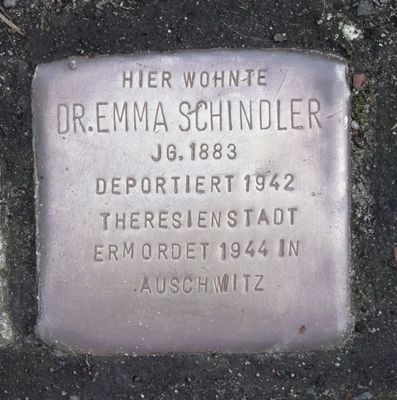 HIER WOHNTE
DR. EMMA SCHINDLER
JG. 1883
DEPORTIERT 1942
THERESIENSTADT
ERMORDET 1944 IN
AUSCHWITZ